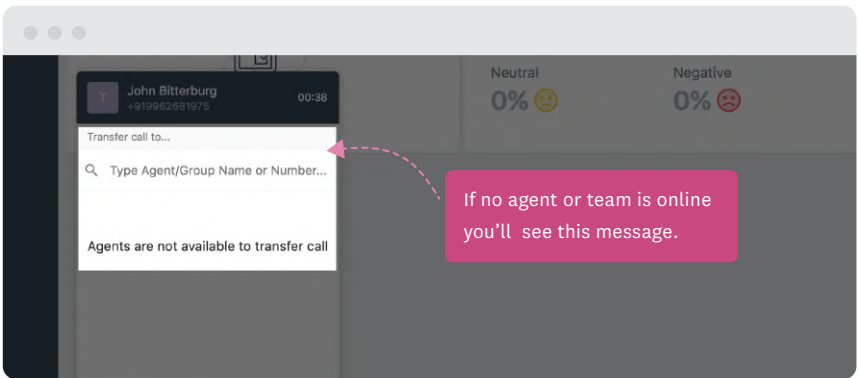 Neutral
Negative
0%
0%
T
John Bitterburg
+919962681975
00:38
Transfer call to...
Type Agent/Group Name or Number...
Agents are not available to transfer call
If no agent or team is online
you’ll see this message.